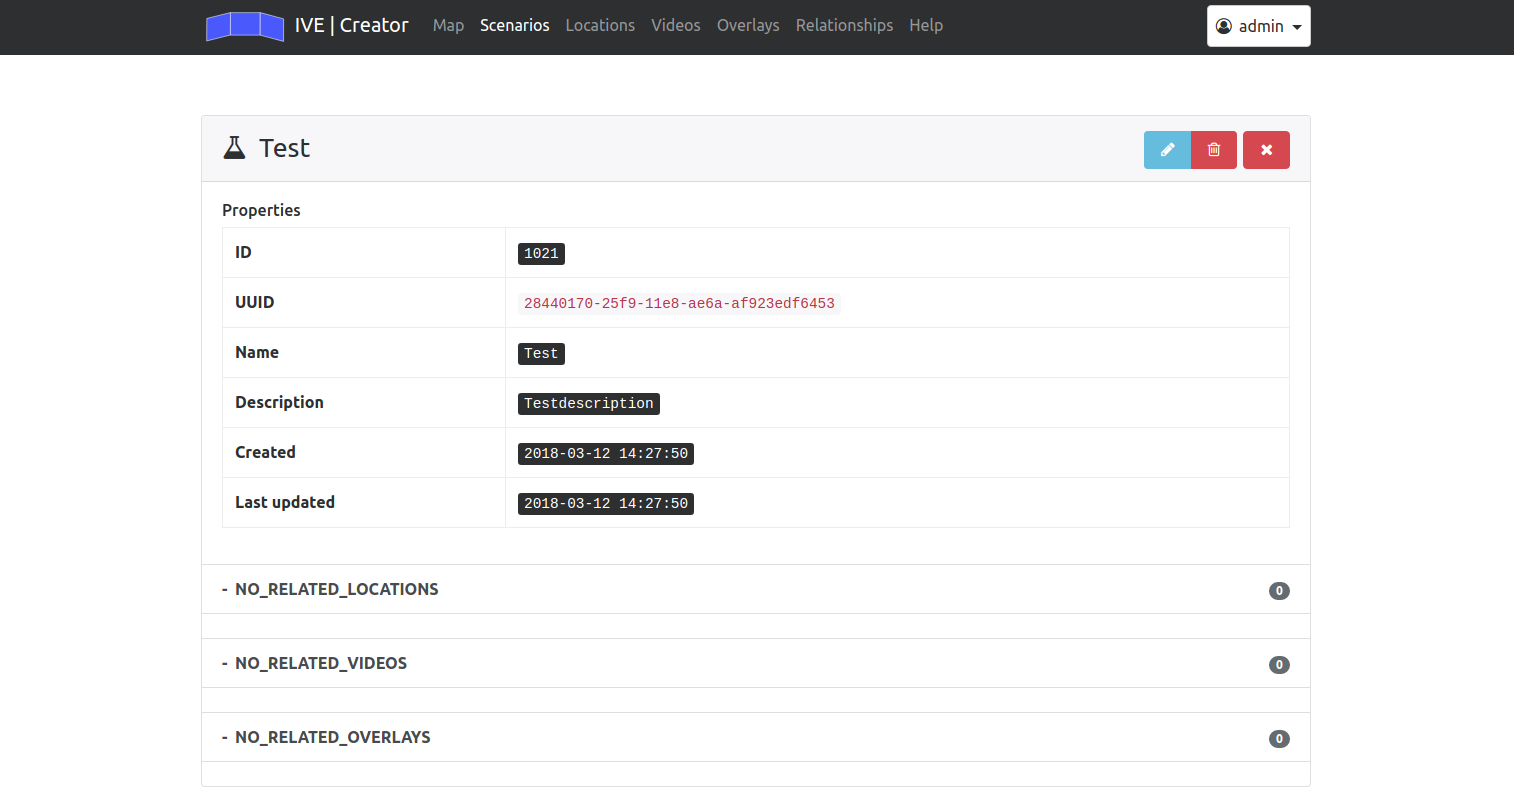 IVE | Creator Map Scenarios Locations Videos Overlays Relationships Help admin
Test
Properties
ID 1021
UUID 28440170-25f9-11e8-ae6a-af923edf6453
Name Test
Description Testdescription
Created 2018-03-12 14:27:50
Last updated 2018-03-12 14:27:50
- NO_RELATED_LOCATIONS 0
- NO_RELATED_VIDEOS 0
- NO_RELATED_OVERLAYS 0